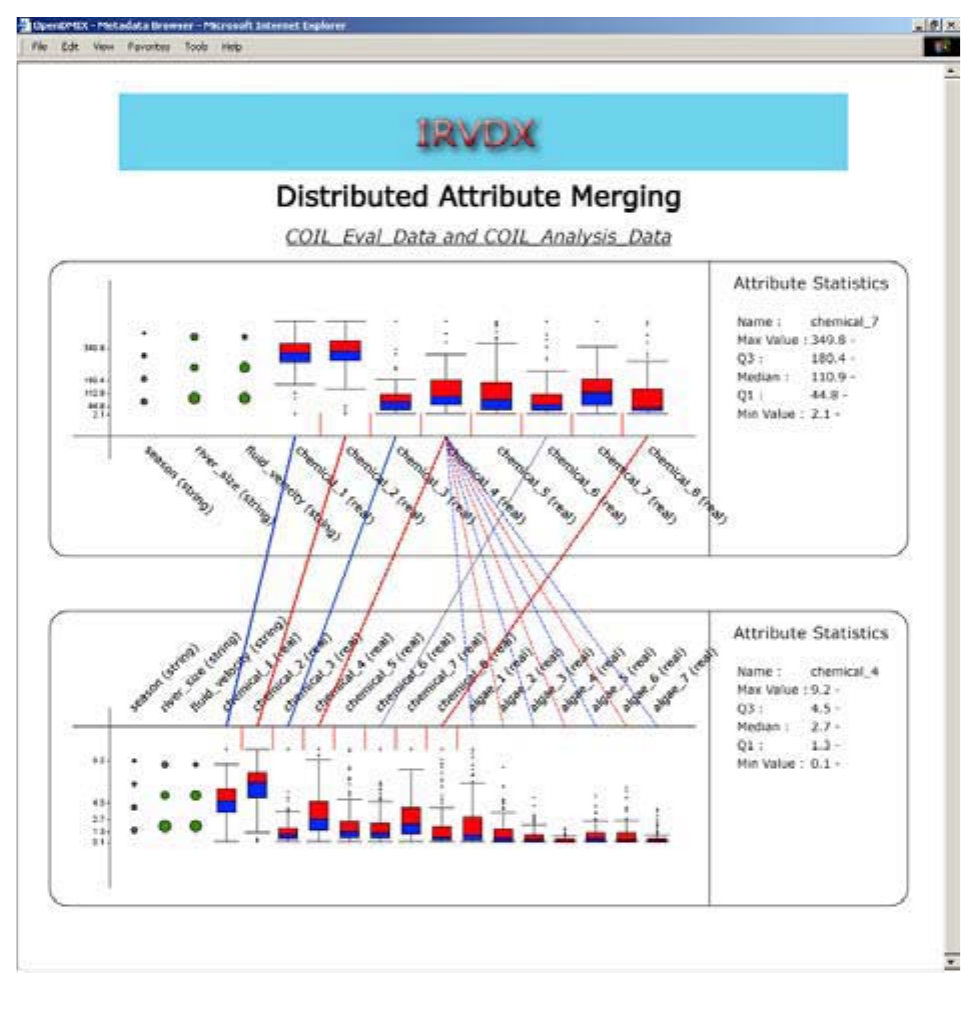 OpenDMIX - Metadata Browser - Microsoft Internet Explorer
File Edit View Favorites Tools Help
IRVDX
Distributed Attribute Merging
COIL_Eval_Data and COIL_Analysis_Data
Attribute Statistics
Name : chemical_7
Max Value : 349.8 -
Q3 : 180.4 -
Median : 110.9 -
Q1 : 44.8 -
Min Value : 2.1 -
349.8
180.4
44.8
2.1
season (string)
river_size (string)
fluid_velocity (string)
chemical_1 (real)
chemical_2 (real)
chemical_3 (real)
chemical_4 (real)
chemical_5 (real)
chemical_6 (real)
chemical_7 (real)
chemical_8 (real)
Attribute Statistics
Name : chemical_4
Max Value : 9.2 -
Q3 : 4.5 -
Median : 2.7 -
Q1 : 1.3 -
Min Value : 0.1 -
season (string)
river_size (string)
fluid_velocity (string)
chemical_1 (real)
chemical_2 (real)
chemical_3 (real)
chemical_4 (real)
chemical_5 (real)
chemical_6 (real)
chemical_7 (real)
chemical_8 (real)
algae_1 (real)
algae_2 (real)
algae_3 (real)
algae_4 (real)
algae_5 (real)
algae_6 (real)
algae_7 (real)
9.2
4.5
2.7
1.3
0.1